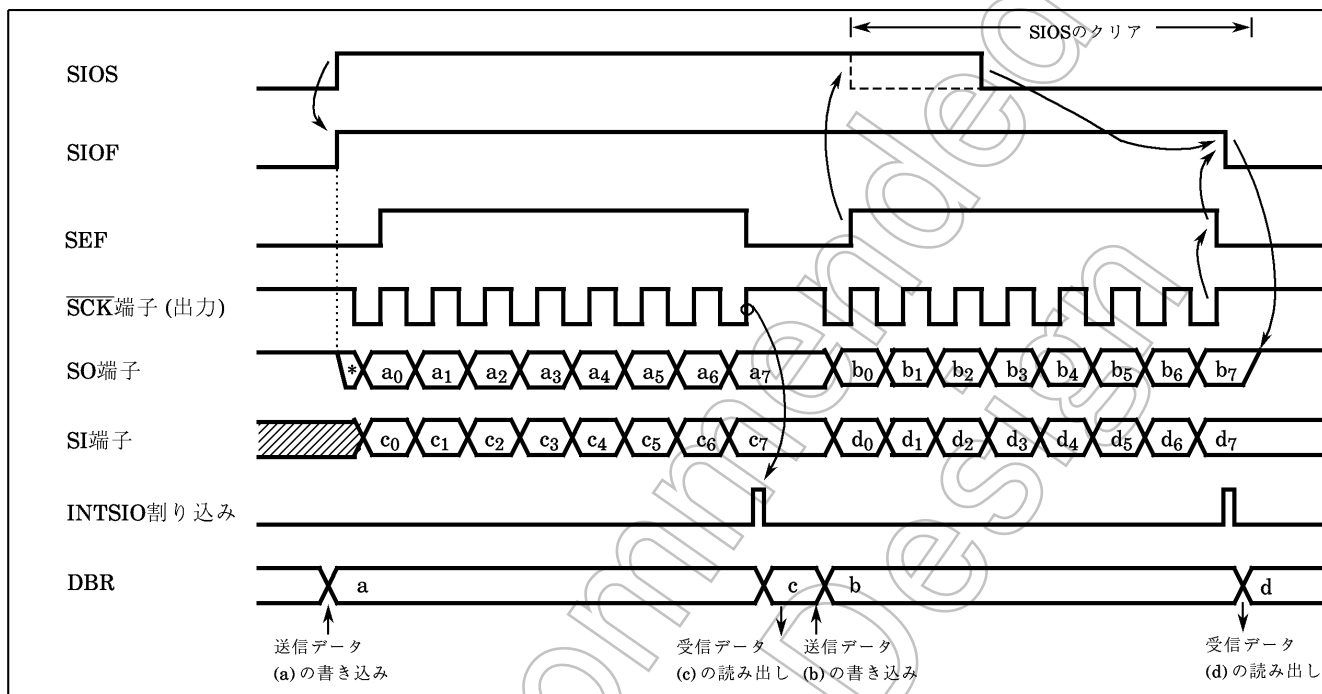 SIOSのクリア
SIOS
SIOF
SEF
SCK端子 (出力)
SO端子
* a0 a1 a2 a3 a4 a5 a6 a7 b0 b1 b2 b3 b4 b5 b6 b7
SI端子
c0 c1 c2 c3 c4 c5 c6 c7 d0 d1 d2 d3 d4 d5 d6 d7
INTSIO割り込み
DBR
a c b d
送信データ
(a) の書き込み
受信データ
(c) の読み出し
送信データ
(b) の書き込み
受信データ
(d) の読み出し
ommended
Design